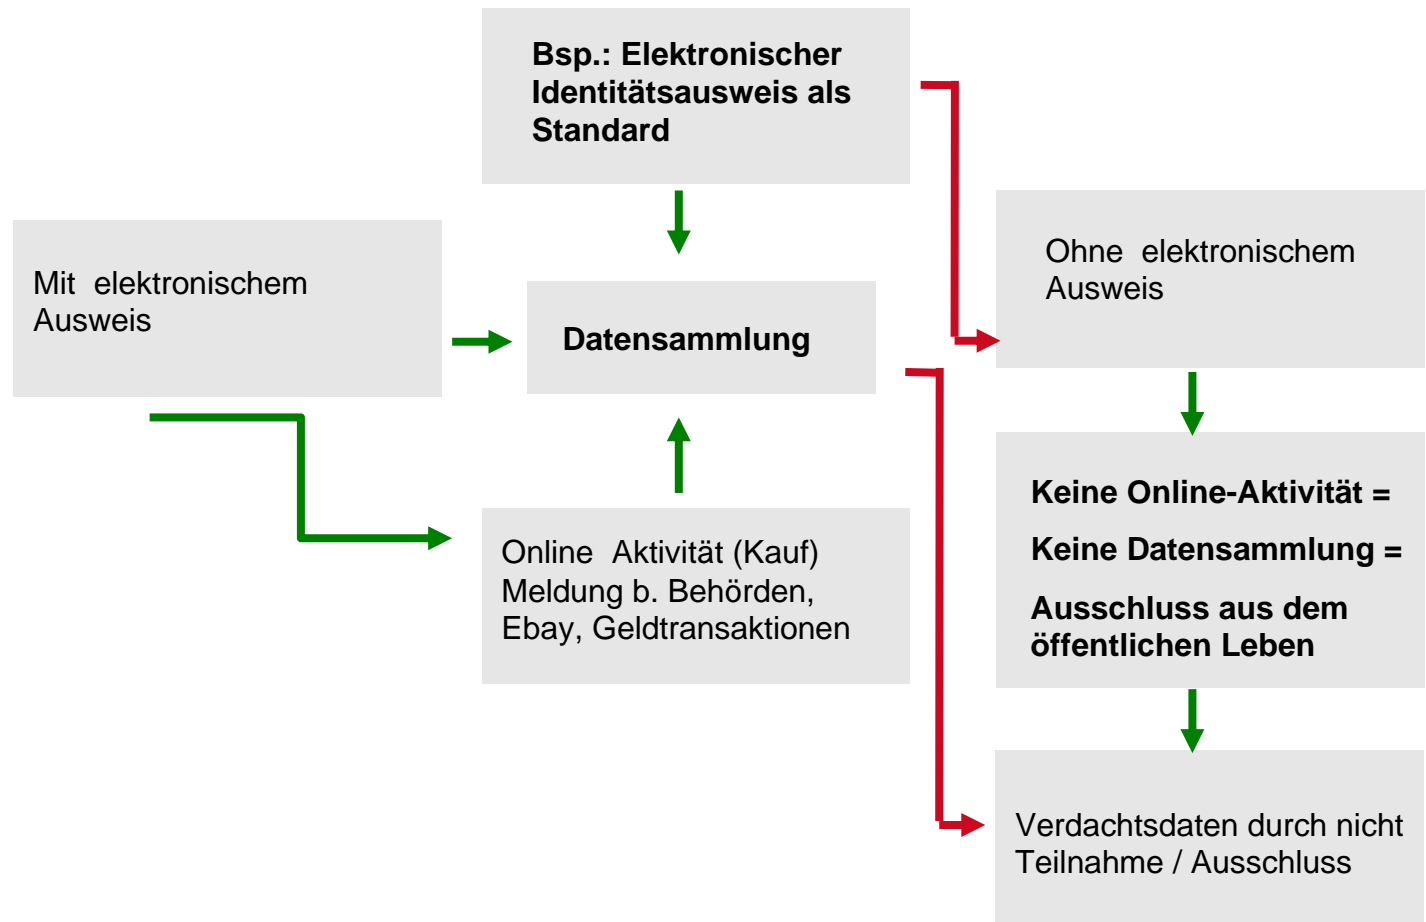 Bsp.: Elektronischer
Identitätsausweis als
Standard
Mit elektronischem
Ausweis
Datensammlung
Ohne elektronischem
Ausweis
Online Aktivität (Kauf)
Meldung b. Behörden,
Ebay, Geldtransaktionen
Keine Online-Aktivität =
Keine Datensammlung =
Ausschluss aus dem
öffentlichen Leben
Verdachtsdaten durch nicht
Teilnahme / Ausschluss